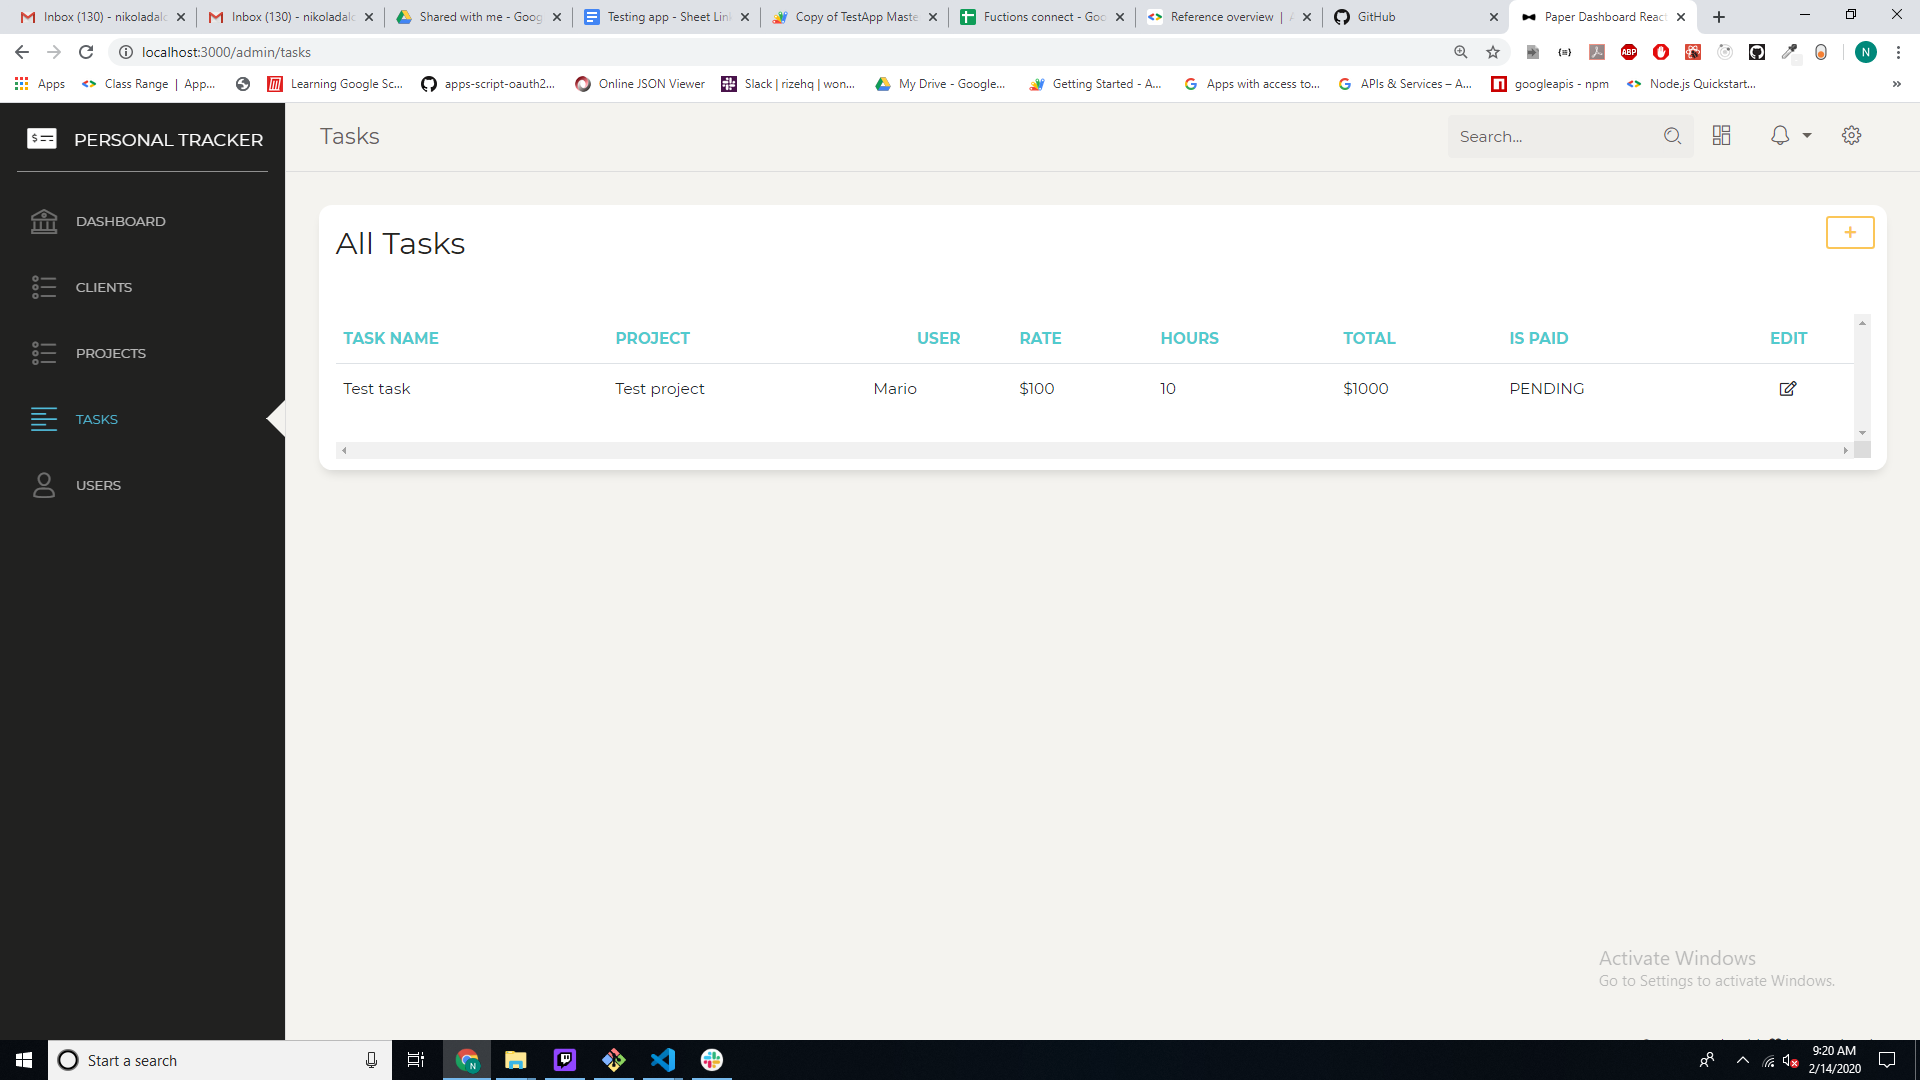 Inbox (130) - nikoladalc
Inbox (130) - nikoladalc
Shared with me - Goog
Testing app - Sheet Lin
Copy of TestApp Maste
Fuctions connect - Goo
Reference overview |
GitHub
Paper Dashboard React
localhost:3000/admin/tasks
ABP
N
Apps
Class Range | App...
Learning Google Sc...
apps-script-oauth2...
Online JSON Viewer
Slack | rizehq | won...
My Drive - Google...
Getting Started - A...
Apps with access to...
APIs & Services – A...
googleapis - npm
Node.js Quickstart...
PERSONAL TRACKER
Tasks
Search...
DASHBOARD
CLIENTS
PROJECTS
TASKS
USERS
All Tasks
+
TASK NAME PROJECT USER RATE HOURS TOTAL IS PAID EDIT
Test task Test project Mario $100 10 $1000 PENDING
Activate Windows
Go to Settings to activate Windows.
Start a search
9:20 AM
2/14/2020